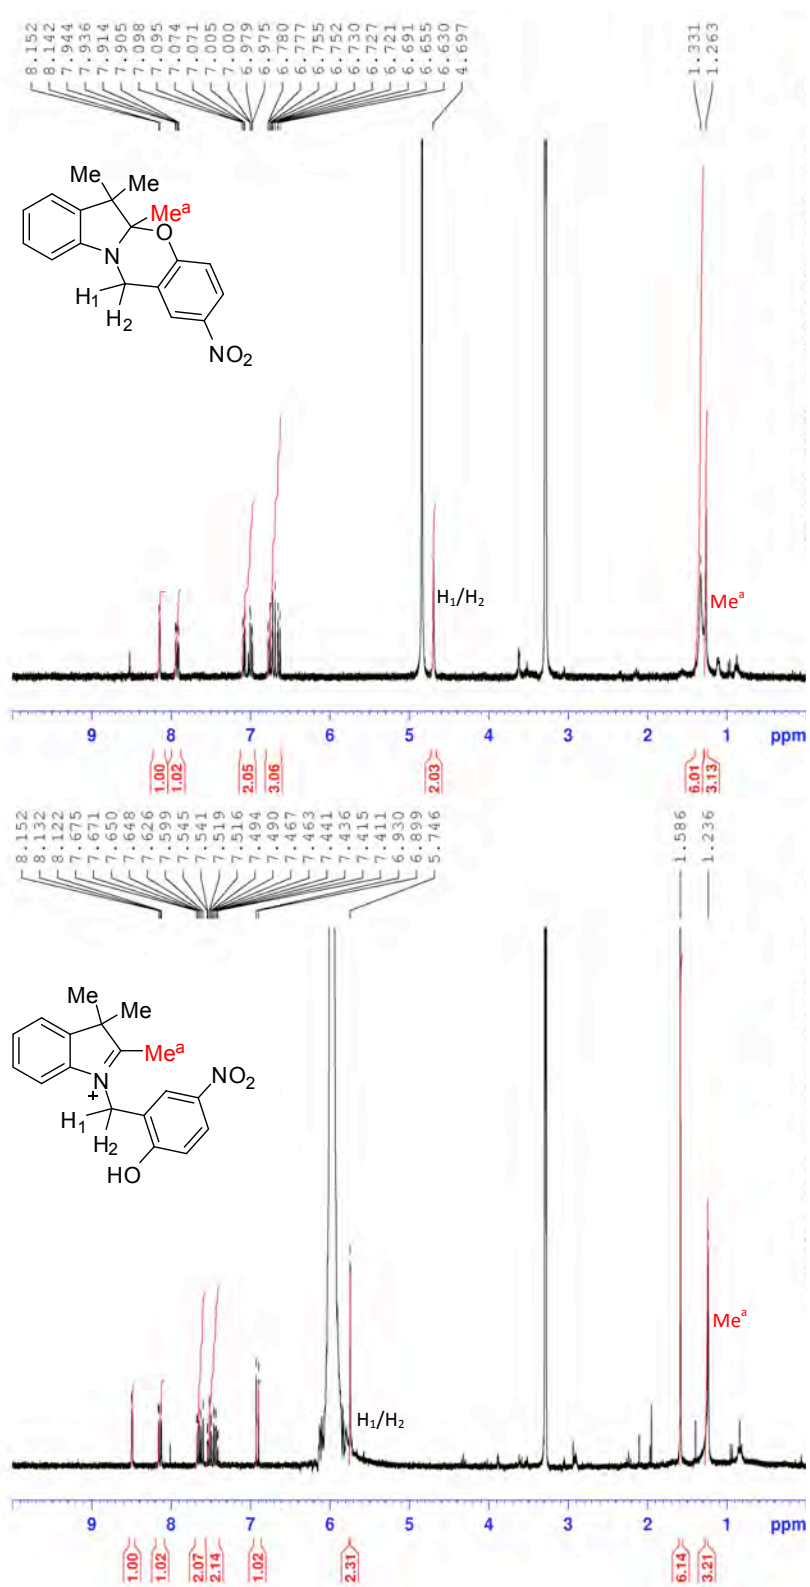 8.152
8.142
7.944
7.936
7.914
7.905
7.098
7.095
7.074
7.071
7.005
7.000
6.979
6.975
6.780
6.777
6.755
6.752
6.730
6.727
6.721
6.691
6.655
6.630
4.697
1.331
1.263
Me
Me
Meᵃ
O
N
H₁
H₂
NO₂
H₁/H₂
Meᵃ
9 8 7 6 5 4 3 2 1 ppm
1.00 1.02 2.05 3.06 2.03 6.01 3.13
8.152
8.132
8.122
7.675
7.671
7.650
7.648
7.626
7.599
7.545
7.541
7.519
7.516
7.494
7.490
7.467
7.463
7.441
7.436
7.415
7.411
6.930
6.899
5.746
1.586
1.236
Me
Me
Meᵃ
NO₂
N
+
H₁
H₂
HO
Meᵃ
H₁/H₂
9 8 7 6 5 4 3 2 1 ppm
1.00 1.02 2.07 2.14 1.02 2.31 6.14 3.21